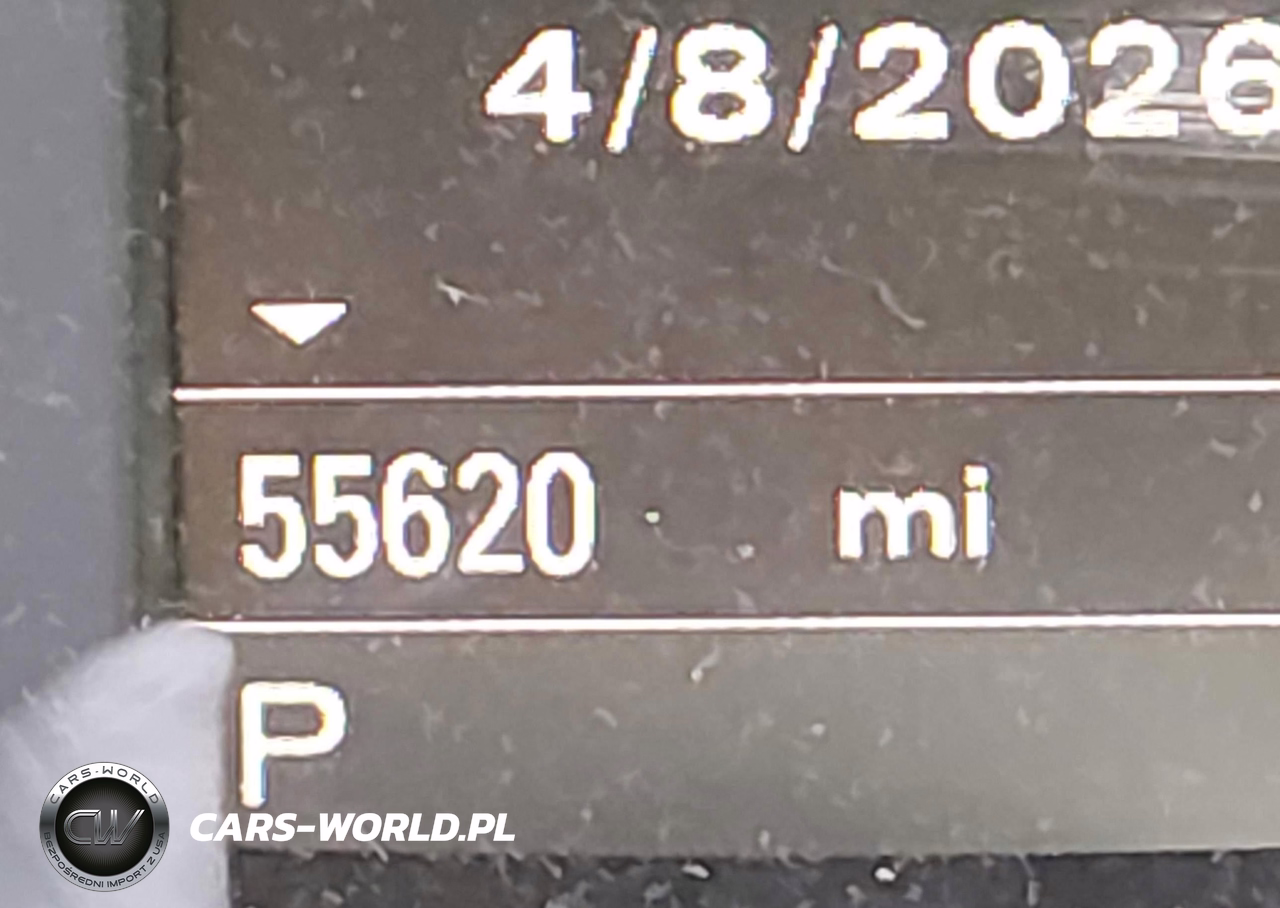 4/8/2026
55620 mi
P
CARS-WORLD
CW
BEZPOŚREDNI IMPORT Z USA
CARS-WORLD.PL